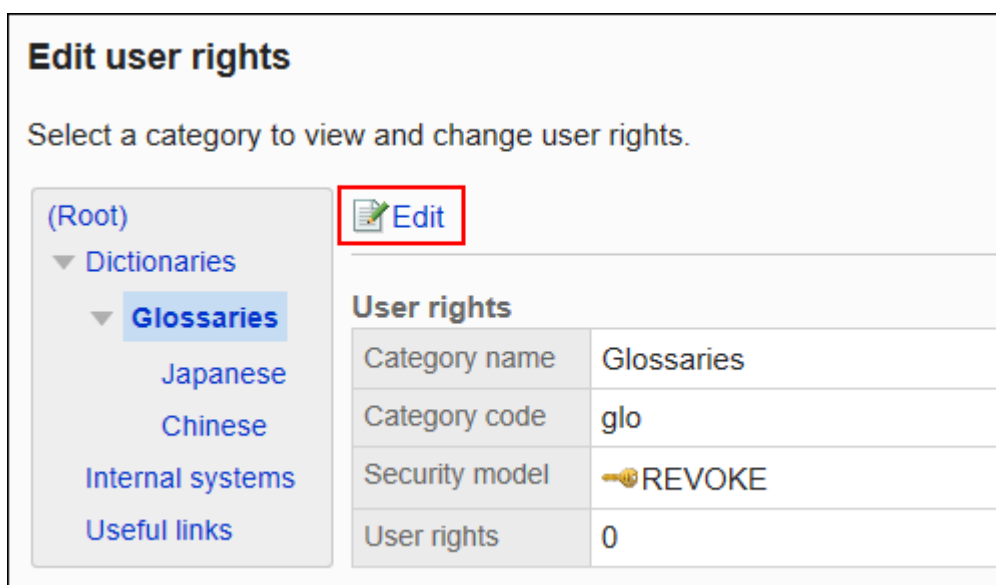 Edit user rights
Select a category to view and change user rights.
(Root)
Dictionaries
Glossaries
Japanese
Chinese
Internal systems
Useful links
Edit
User rights
Category name Glossaries
Category code glo
Security model REVOKE
User rights 0